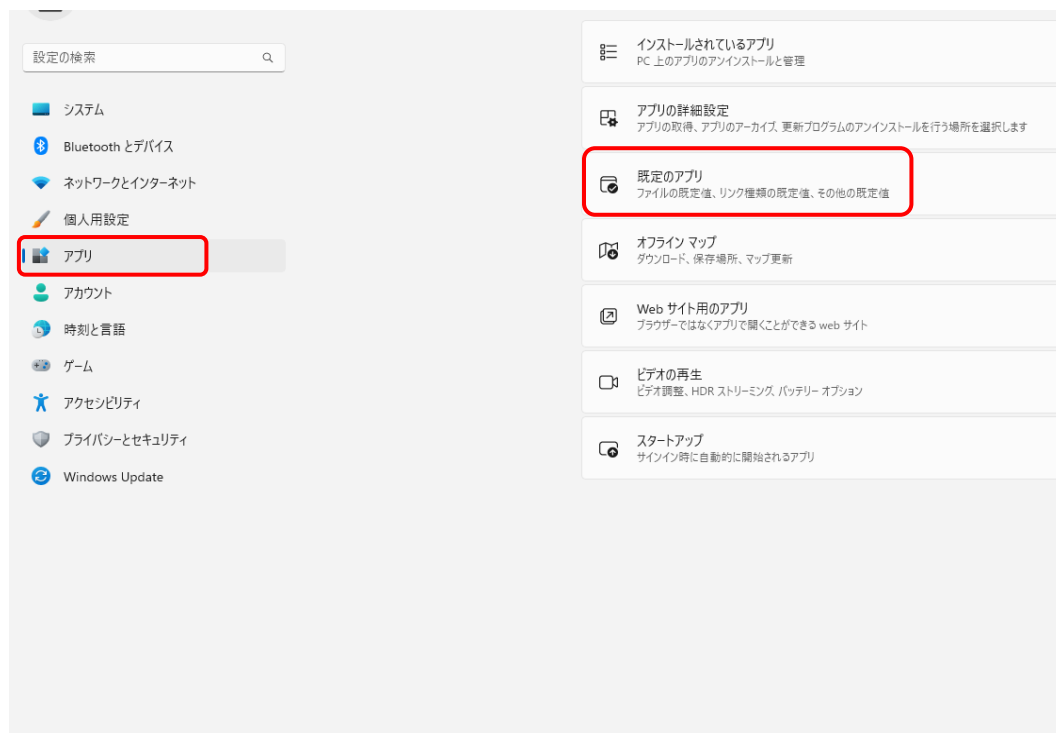 設定の検索
システム
Bluetooth とデバイス
ネットワークとインターネット
個人用設定
アプリ
アカウント
時刻と言語
ゲーム
アクセシビリティ
プライバシーとセキュリティ
Windows Update
インストールされているアプリ
PC 上のアプリのアンインストールと管理
アプリの詳細設定
アプリの取得、アプリのアーカイブ、更新プログラムのアンインストールを行う場所を選択します
既定のアプリ
ファイルの既定値、リンク種類の既定値、その他の既定値
オフライン マップ
ダウンロード、保存場所、マップ更新
Web サイト用のアプリ
ブラウザーではなくアプリで開くことができる web サイト
ビデオの再生
ビデオ調整、HDR ストリーミング、バッテリー オプション
スタートアップ
サインイン時に自動的に開始されるアプリ